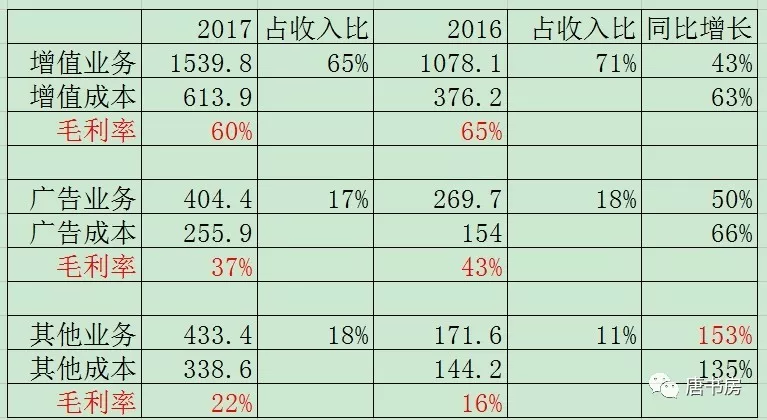 2017 占收入比 2016 占收入比 同比增长
增值业务 1539.8 65% 1078.1 71% 43%
增值成本 613.9 376.2 63%
毛利率 60% 65%
广告业务 404.4 17% 269.7 18% 50%
广告成本 255.9 154 66%
毛利率 37% 43%
其他业务 433.4 18% 171.6 11% 153%
其他成本 338.6 144.2 135%
毛利率 22% 16%
唐书房